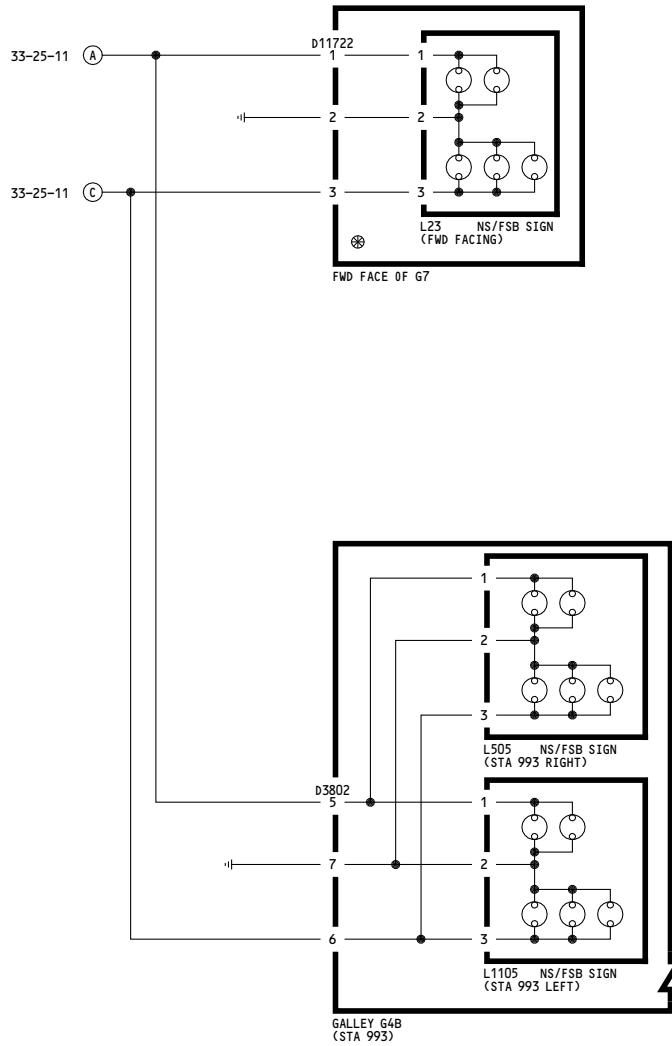 D11722
33-25-11 A 1 1
2 2
33-25-11 C 3 3
L23 NS/FSB SIGN
(FWD FACING)
FWD FACE OF G7
1
2
3
L505 NS/FSB SIGN
(STA 993 RIGHT)
D3802
5 1
7 2
6 3
L1105 NS/FSB SIGN
(STA 993 LEFT)
GALLEY G4B
(STA 993)